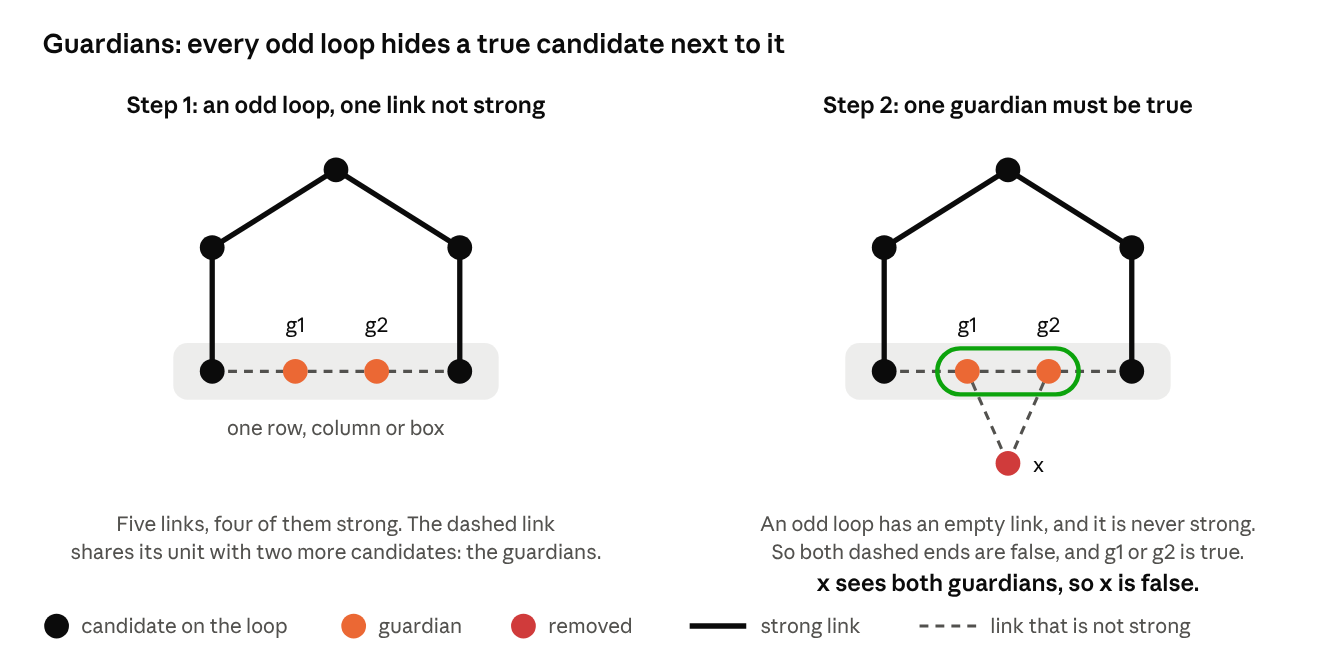 Guardians: every odd loop hides a true candidate next to it
Step 1: an odd loop, one link not strong
g1 g2
one row, column or box
Five links, four of them strong. The dashed link
shares its unit with two more candidates: the guardians.
Step 2: one guardian must be true
g1 g2
x
An odd loop has an empty link, and it is never strong.
So both dashed ends are false, and g1 or g2 is true.
x sees both guardians, so x is false.
candidate on the loop guardian removed strong link link that is not strong